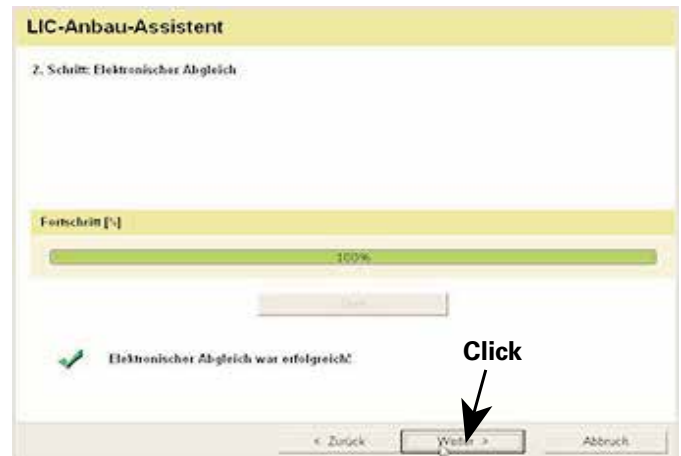 LIC-Anbau-Assistent
2. Schritt: Elektronischer Abgleich
Fortschritt [%]
100%
Elektronischer Abgleich war erfolgreich!
Click
< Zurück Weiter > Abbruch